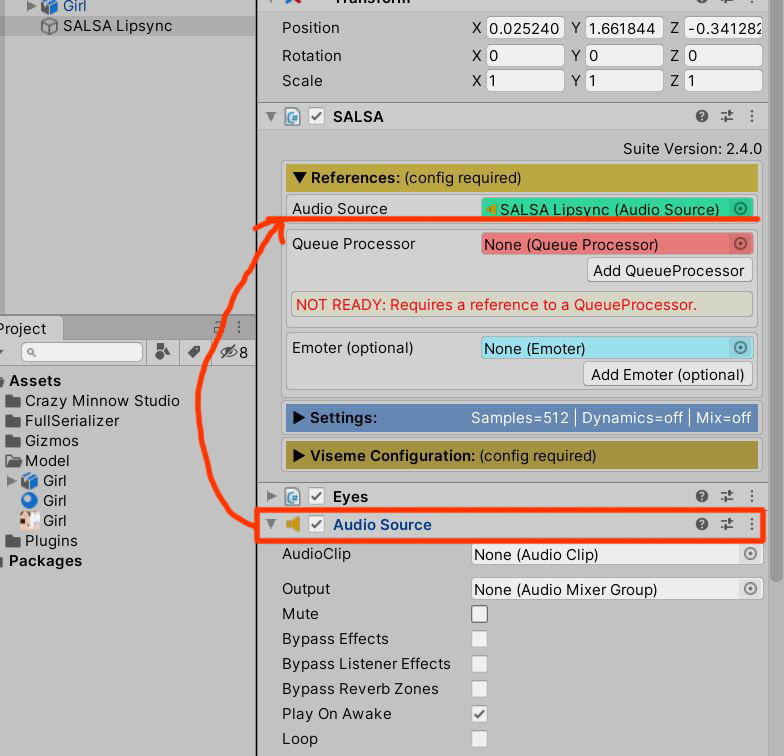 Girl
SALSA Lipsync
Transform
Position X 0.025240 Y 1.661844 Z -0.341282
Rotation X 0 Y 0 Z 0
Scale X 1 Y 1 Z 1
SALSA
Suite Version: 2.4.0
References: (config required)
Audio Source SALSA Lipsync (Audio Source)
Queue Processor None (Queue Processor)
Add QueueProcessor
NOT READY: Requires a reference to a QueueProcessor.
Emoter (optional) None (Emoter)
Add Emoter (optional)
Settings: Samples=512 | Dynamics=off | Mix=off
Viseme Configuration: (config required)
Eyes
Audio Source
AudioClip None (Audio Clip)
Output None (Audio Mixer Group)
Mute
Bypass Effects
Bypass Listener Effects
Bypass Reverb Zones
Play On Awake
Loop
Project
8
Assets
Crazy Minnow Studio
FullSerializer
Gizmos
Model
Girl
Girl
Girl
Plugins
Packages